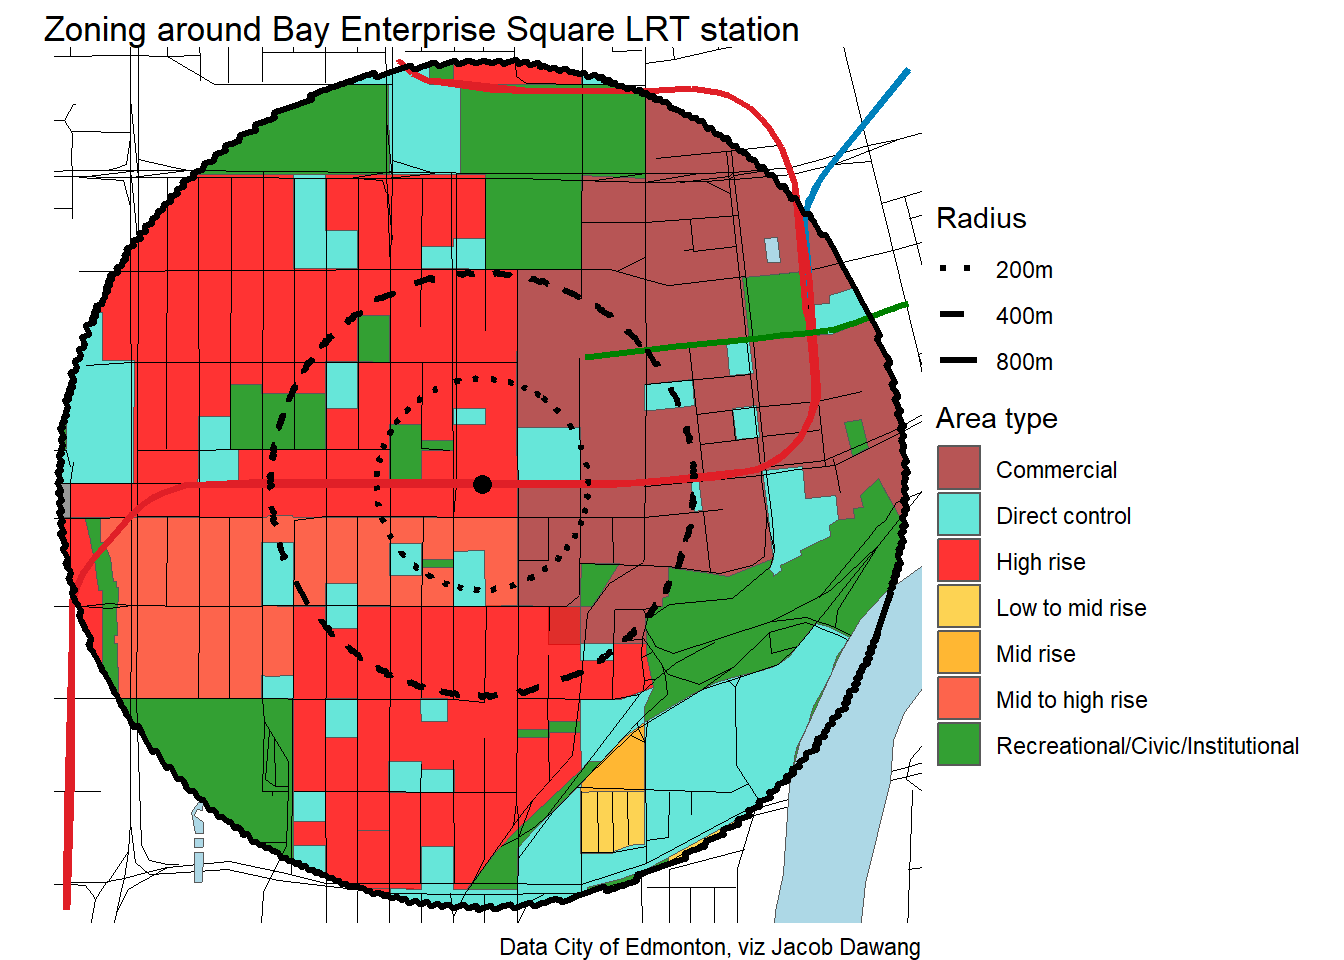 Zoning around Bay Enterprise Square LRT station
Radius
200m
400m
800m
Area type
Commercial
Direct control
High rise
Low to mid rise
Mid rise
Mid to high rise
Recreational/Civic/Institutional
Data City of Edmonton, viz Jacob Dawang